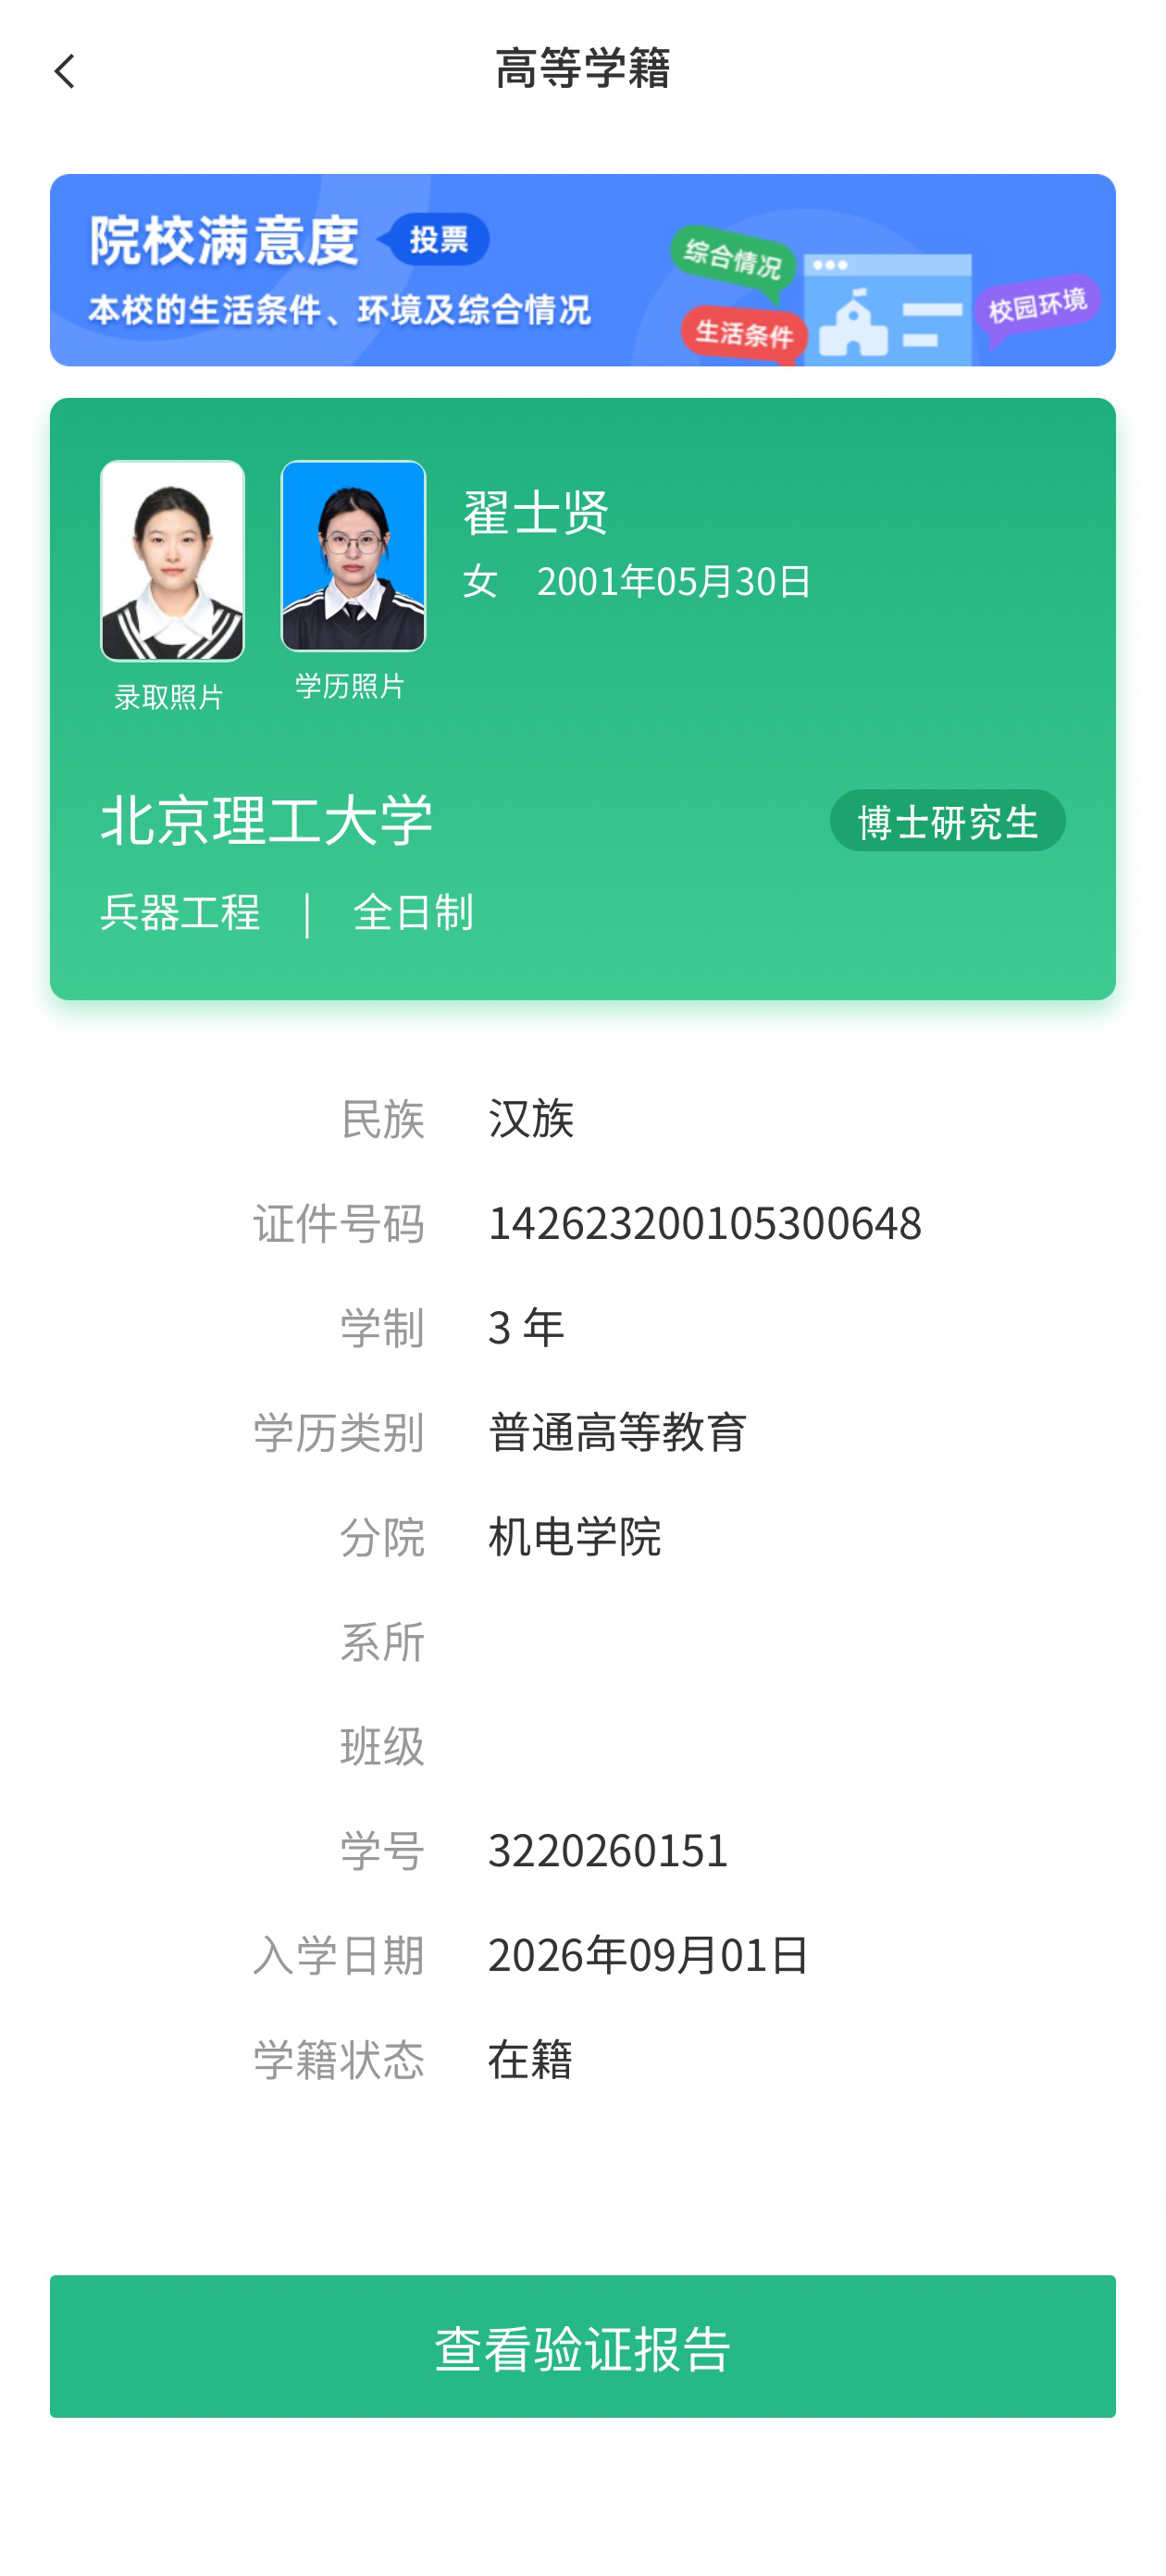 高等学籍
院校满意度 投票
本校的生活条件、环境及综合情况
综合情况
生活条件
校园环境
翟士贤
女 2001年05月30日
录取照片
学历照片
北京理工大学
博士研究生
兵器工程 | 全日制
民族 汉族
证件号码 142623200105300648
学制 3 年
学历类别 普通高等教育
分院 机电学院
系所
班级
学号 3220260151
入学日期 2026年09月01日
学籍状态 在籍
查看验证报告